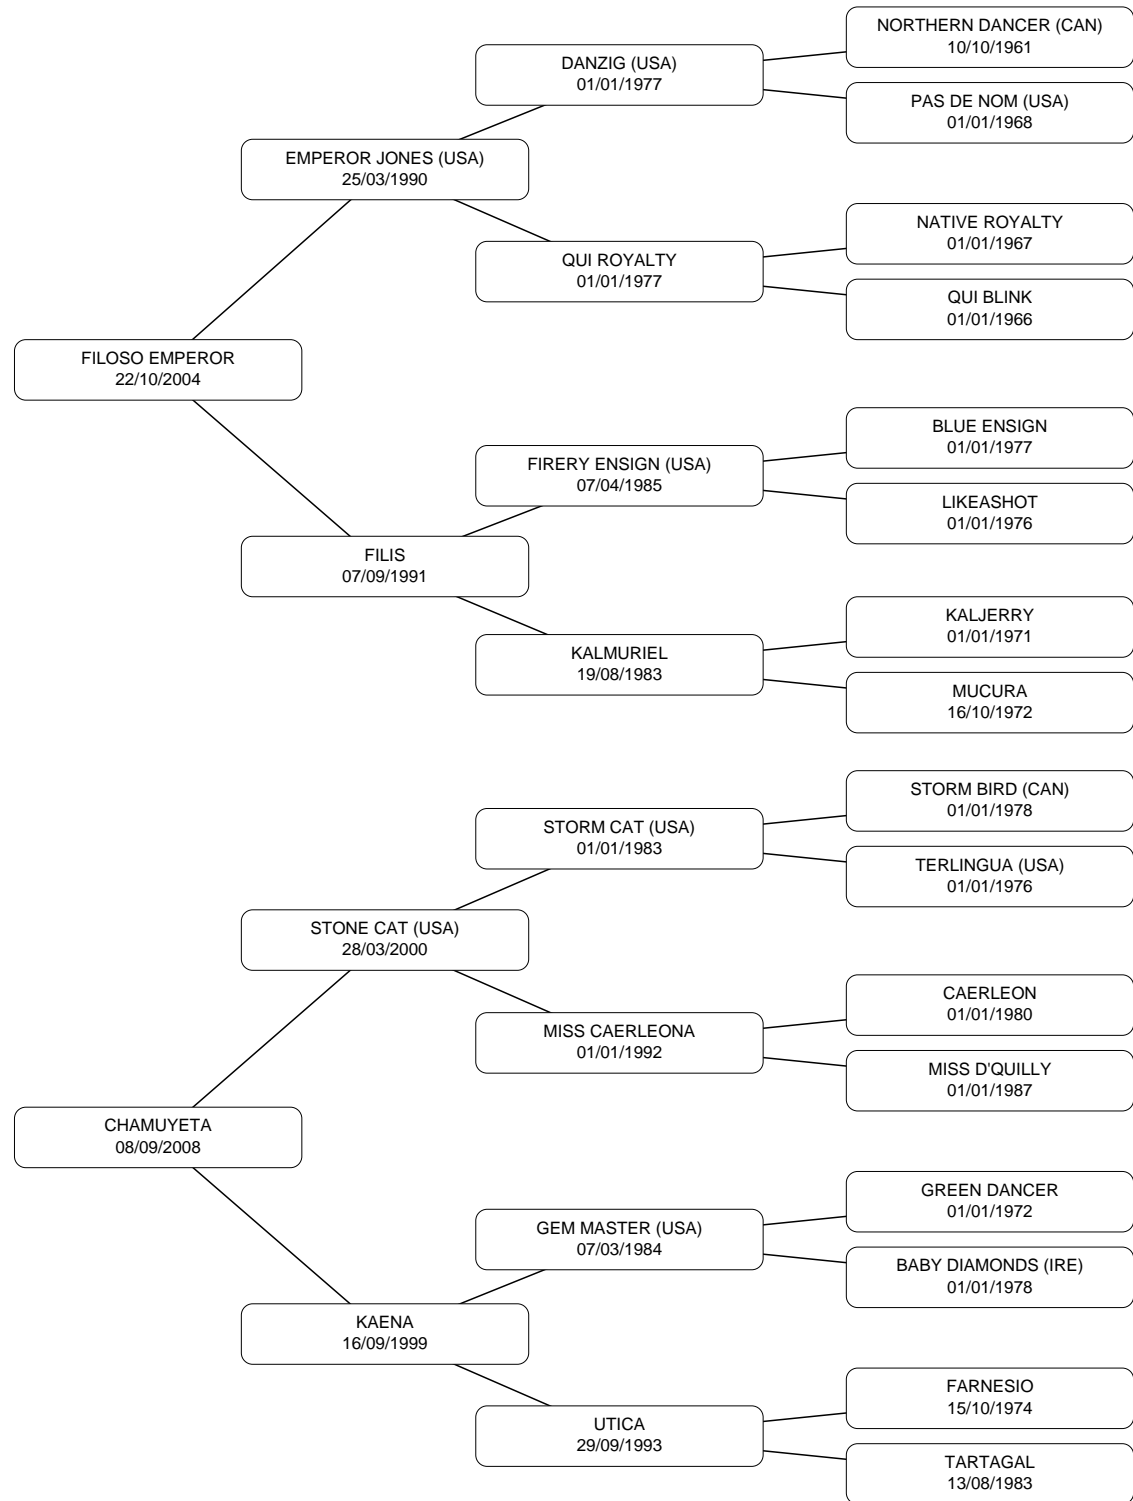 NORTHERN DANCER (CAN)
10/10/1961
DANZIG (USA)
01/01/1977
PAS DE NOM (USA)
01/01/1968
EMPEROR JONES (USA)
25/03/1990
NATIVE ROYALTY
01/01/1967
QUI ROYALTY
01/01/1977
QUI BLINK
01/01/1966
FILOSO EMPEROR
22/10/2004
BLUE ENSIGN
01/01/1977
FIRERY ENSIGN (USA)
07/04/1985
LIKEASHOT
01/01/1976
FILIS
07/09/1991
KALJERRY
01/01/1971
KALMURIEL
19/08/1983
MUCURA
16/10/1972
STORM BIRD (CAN)
01/01/1978
STORM CAT (USA)
01/01/1983
TERLINGUA (USA)
01/01/1976
STONE CAT (USA)
28/03/2000
CAERLEON
01/01/1980
MISS CAERLEONA
01/01/1992
MISS D'QUILLY
01/01/1987
CHAMUYETA
08/09/2008
GREEN DANCER
01/01/1972
GEM MASTER (USA)
07/03/1984
BABY DIAMONDS (IRE)
01/01/1978
KAENA
16/09/1999
FARNESIO
15/10/1974
UTICA
29/09/1993
TARTAGAL
13/08/1983